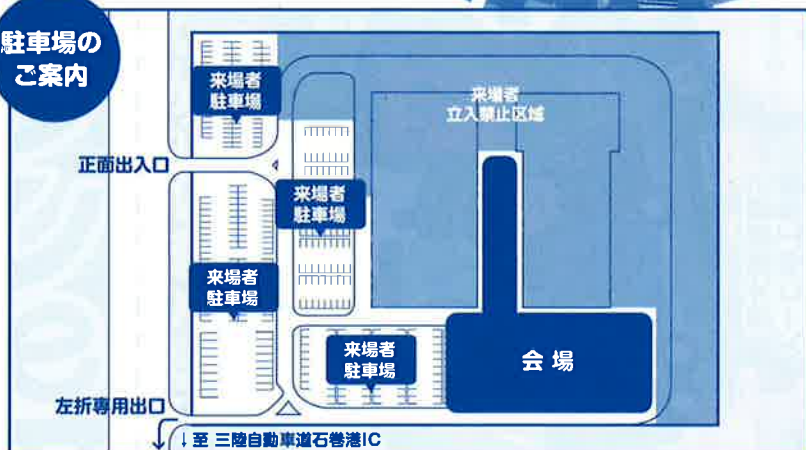 駐車場の
ご案内
来場者
駐車場
来場者
立入禁止区域
正面出入口
来場者
駐車場
来場者
駐車場
来場者
駐車場
会場
左折専用出口
↓至 三陸自動車道石巻港IC